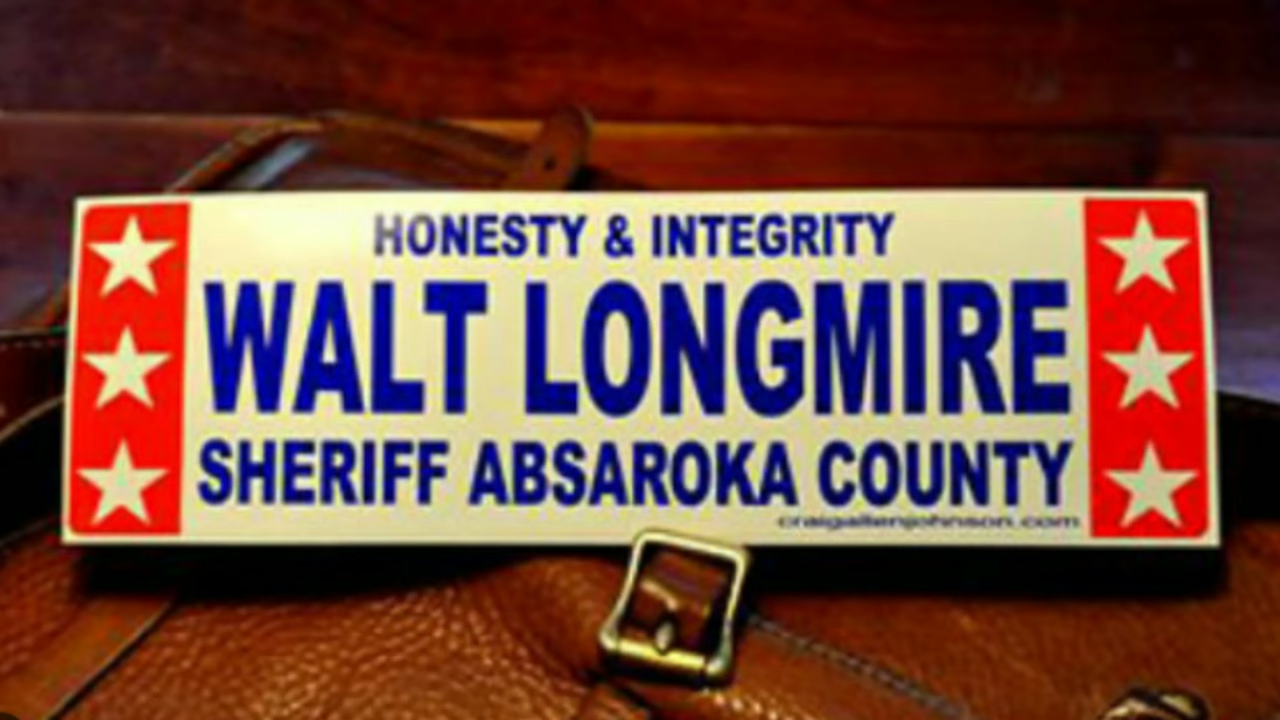 HONESTY & INTEGRITY
WALT LONGMIRE
SHERIFF ABSAROKA COUNTY
craigallenjohnson.com